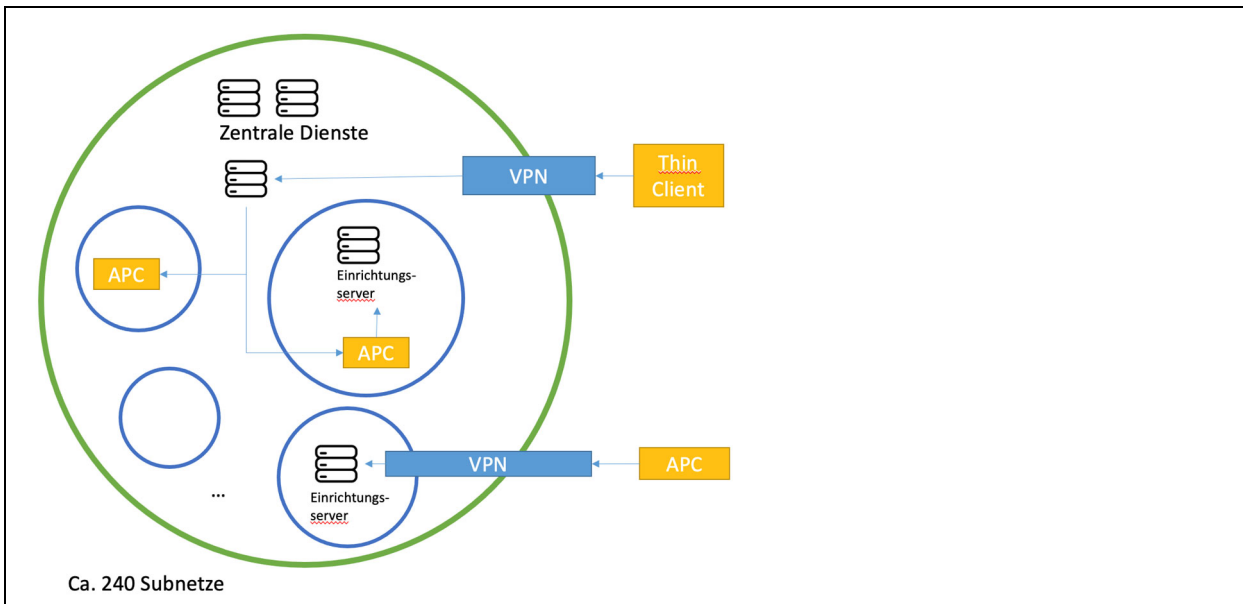 Zentrale Dienste
VPN
Thin
Client
APC
Einrichtungs-
server
APC
VPN
APC
Einrichtungs-
server
...
Ca. 240 Subnetze